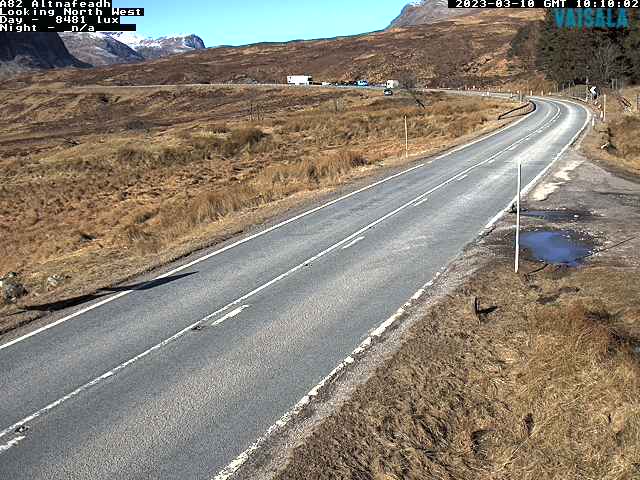 A82 Altnafeadh
Looking North West
Day - 8481 lux
Night - n/a
2023-03-10 GMT 10:10:02
VAISALA